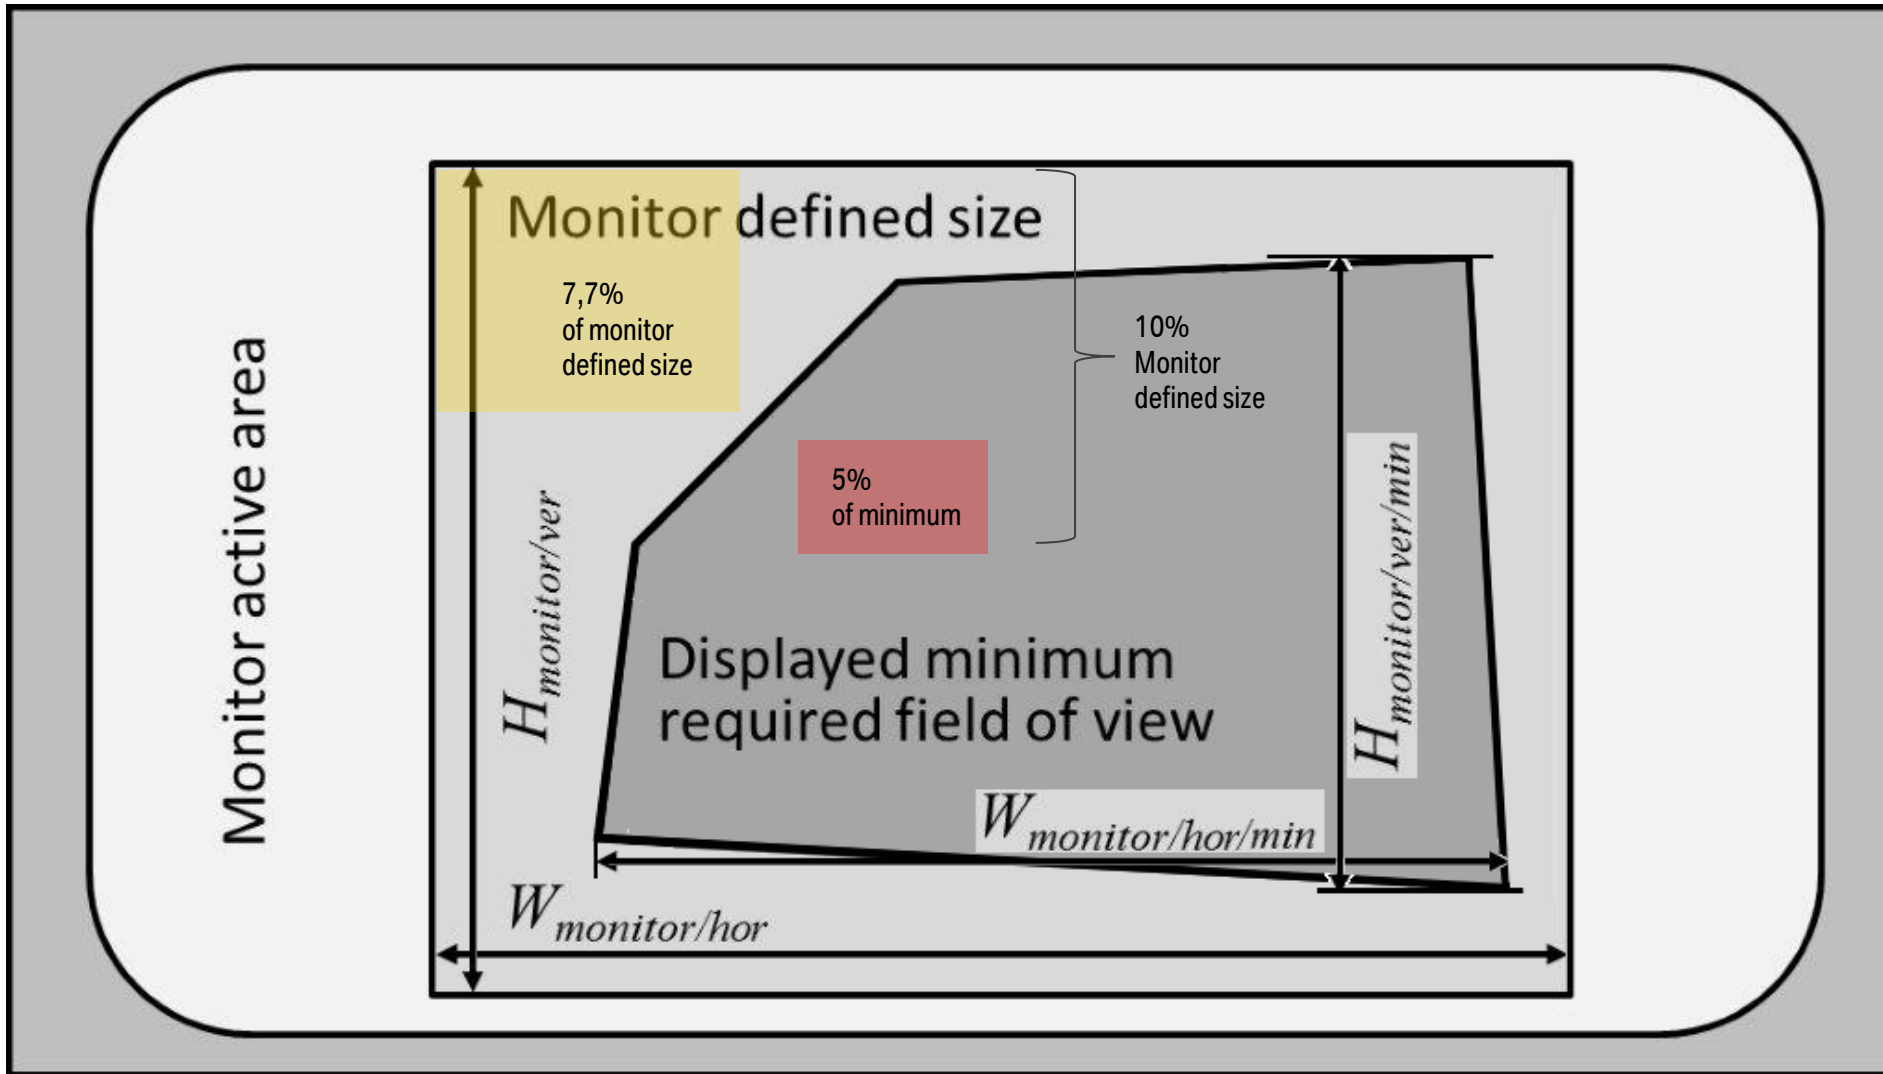 Monitor active area
Monitor defined size
7,7%
of monitor
defined size
10%
Monitor
defined size
5%
of minimum
H monitor/ver
H monitor/ver/min
Displayed minimum
required field of view
W monitor/hor/min
W monitor/hor